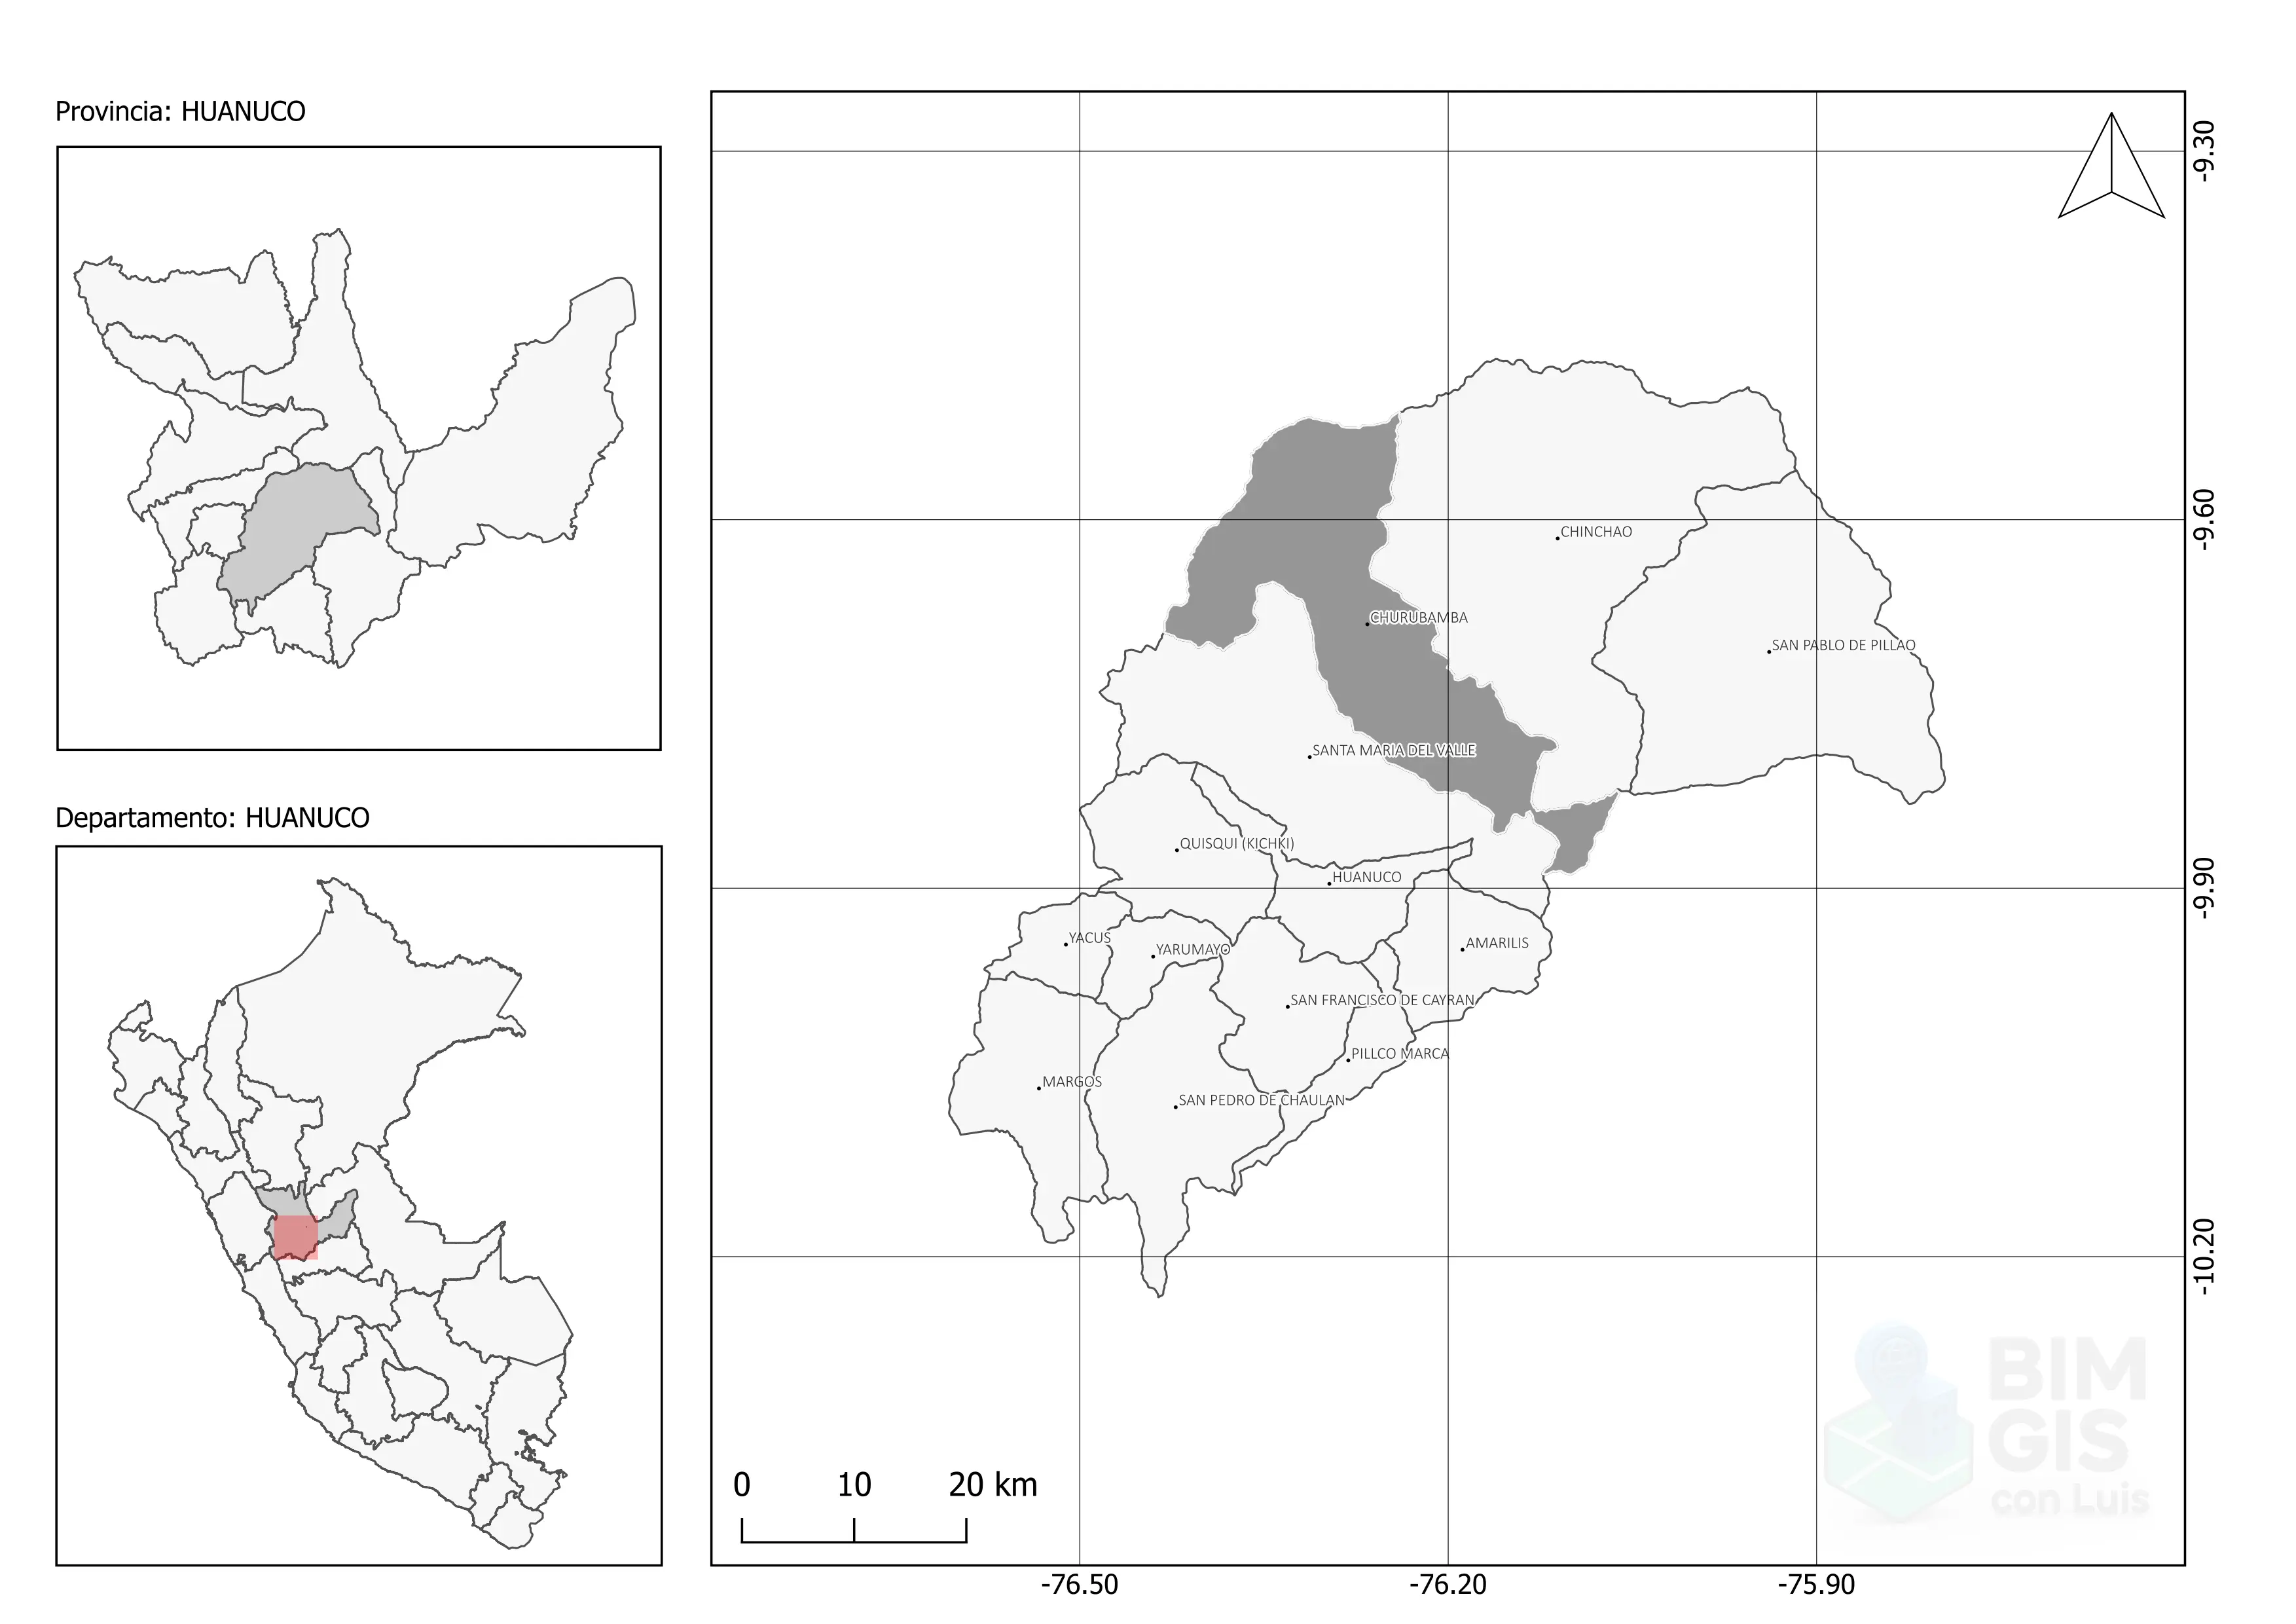 Provincia: HUANUCO
Departamento: HUANUCO
-9.30
-9.60
-9.90
-10.20
CHINCHAO
CHURUBAMBA
SAN PABLO DE PILLAO
SANTA MARIA DEL VALLE
QUISQUI (KICHKI)
HUANUCO
YACUS
YARUMAYO
AMARILIS
SAN FRANCISCO DE CAYRAN
PILLCO MARCA
MARGOS
SAN PEDRO DE CHAULAN
BIM
GIS
con Luis
0 10 20 km
-76.50 -76.20 -75.90